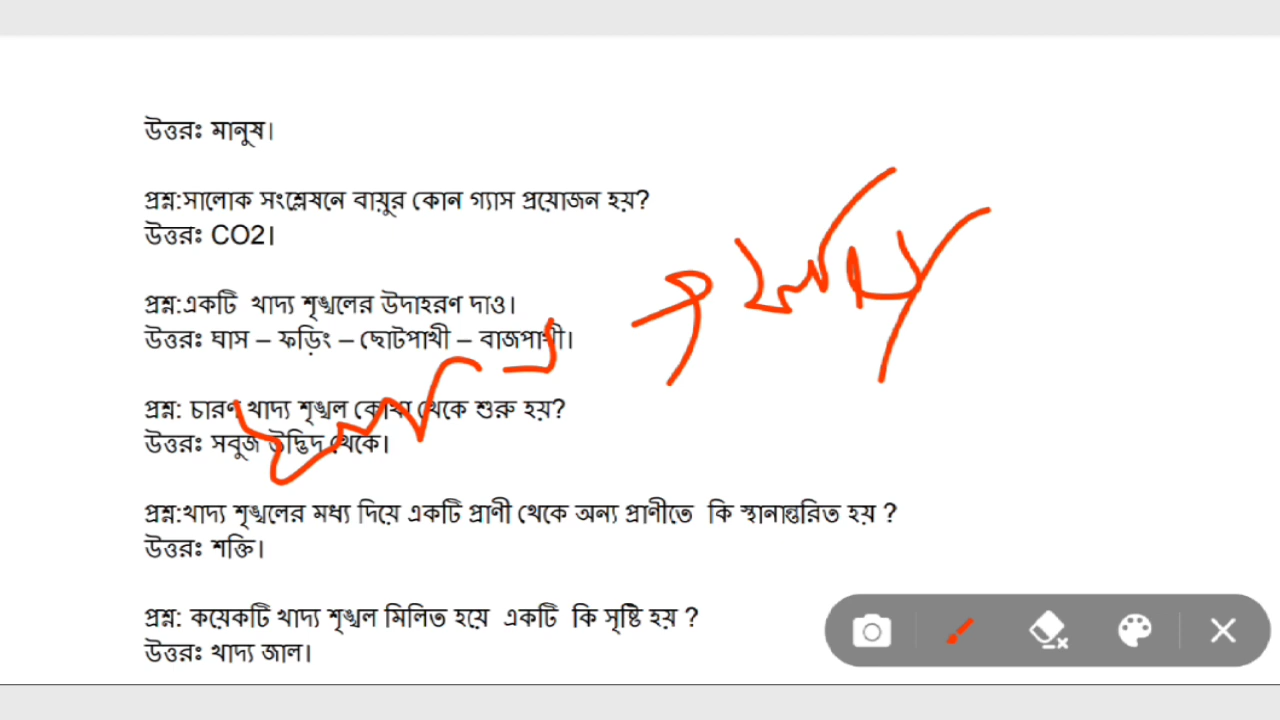 উত্তরঃ মানুষ।
প্রশ্ন:সালোক সংশ্লেষনে বায়ুর কোন গ্যাস প্রয়োজন হয়?
উত্তরঃ CO2।
প্রশ্ন:একটি খাদ্য শৃঙ্খলের উদাহরণ দাও।
উত্তরঃ ঘাস – ফড়িং – ছোটপাখী – বাজপাখী।
প্রশ্ন: চারণ খাদ্য শৃঙ্খল কোথা থেকে শুরু হয়?
উত্তরঃ সবুজ উদ্ভিদ থেকে।
প্রশ্ন:খাদ্য শৃঙ্খলের মধ্য দিয়ে একটি প্রাণী থেকে অন্য প্রাণীতে কি স্থানান্তরিত হয় ?
উত্তরঃ শক্তি।
প্রশ্ন: কয়েকটি খাদ্য শৃঙ্খল মিলিত হয়ে একটি কি সৃষ্টি হয় ?
উত্তরঃ খাদ্য জাল।